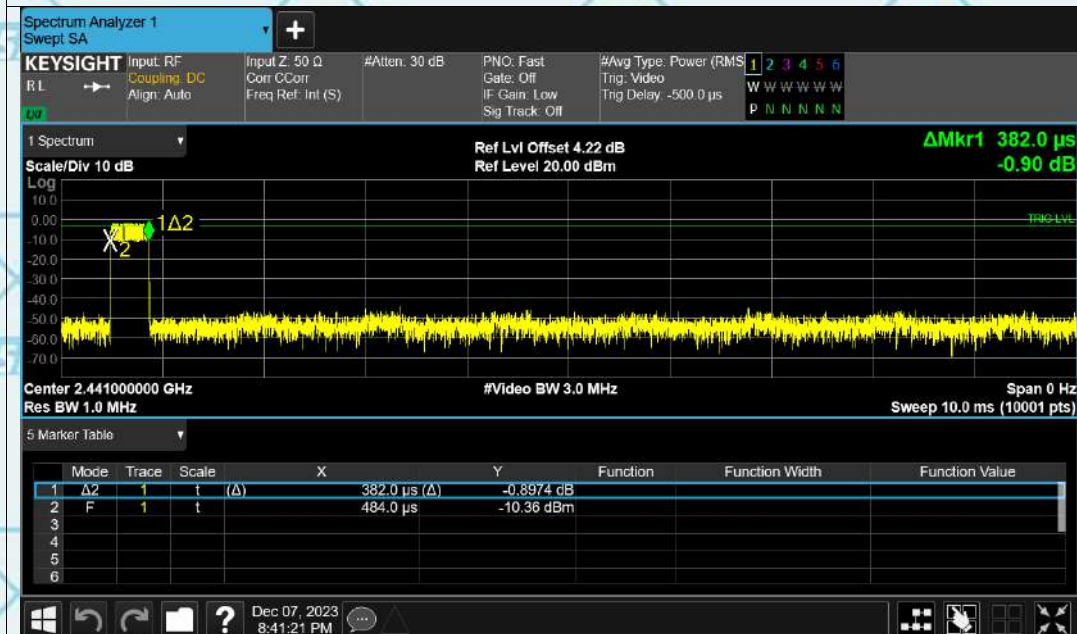 Spectrum Analyzer 1
Swept SA
+
KEYSIGHT Input: RF Input Z: 50 Ω #Atten: 30 dB PNO: Fast #Avg Type: Power (RMS 1 2 3 4 5 6
RL Coupling: DC Corr CCorr Gate: Off Trig: Video W W W W W W
Align: Auto Freq Ref: Int (S) IF Gain: Low Trig Delay: -500.0 µs
LXI Sig Track: Off P N N N N N
1 Spectrum Ref Lvl Offset 4.22 dB ΔMkr1 382.0 µs
Scale/Div 10 dB Ref Level 20.00 dBm -0.90 dB
Log
10.0
0.00 1Δ2 TRIG LVL
-10.0 X2
-20.0
-30.0
-40.0
-50.0
-60.0
-70.0
Center 2.441000000 GHz #Video BW 3.0 MHz Span 0 Hz
Res BW 1.0 MHz Sweep 10.0 ms (10001 pts)
5 Marker Table
Mode Trace Scale X Y Function Function Width Function Value
1 Δ2 1 t (Δ) 382.0 µs (Δ) -0.8974 dB
2 F 1 t 484.0 µs -10.36 dBm
3
4
5
6
? Dec 07, 2023
8:41:21 PM